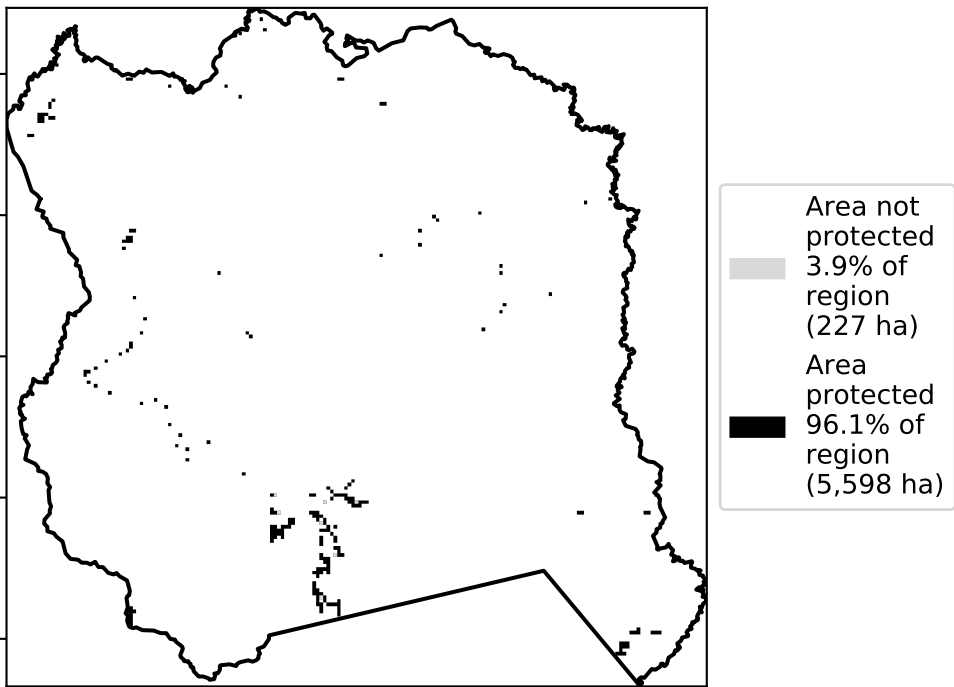 Area not
protected
3.9% of
region
(227 ha)
Area
protected
96.1% of
region
(5,598 ha)